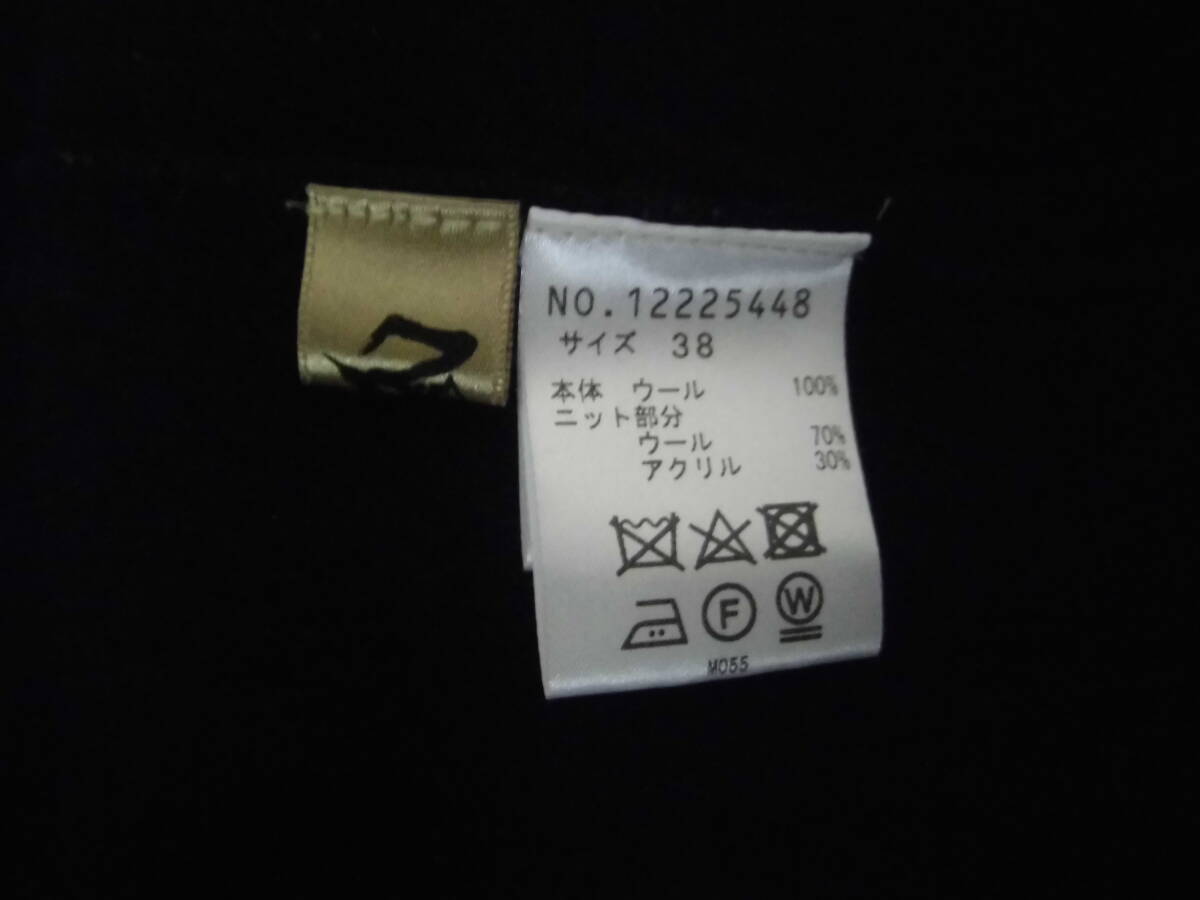 NO.12225448
サイズ 38
本体 ウール 100%
ニット部分
ウール 70%
アクリル 30%
F W
M055